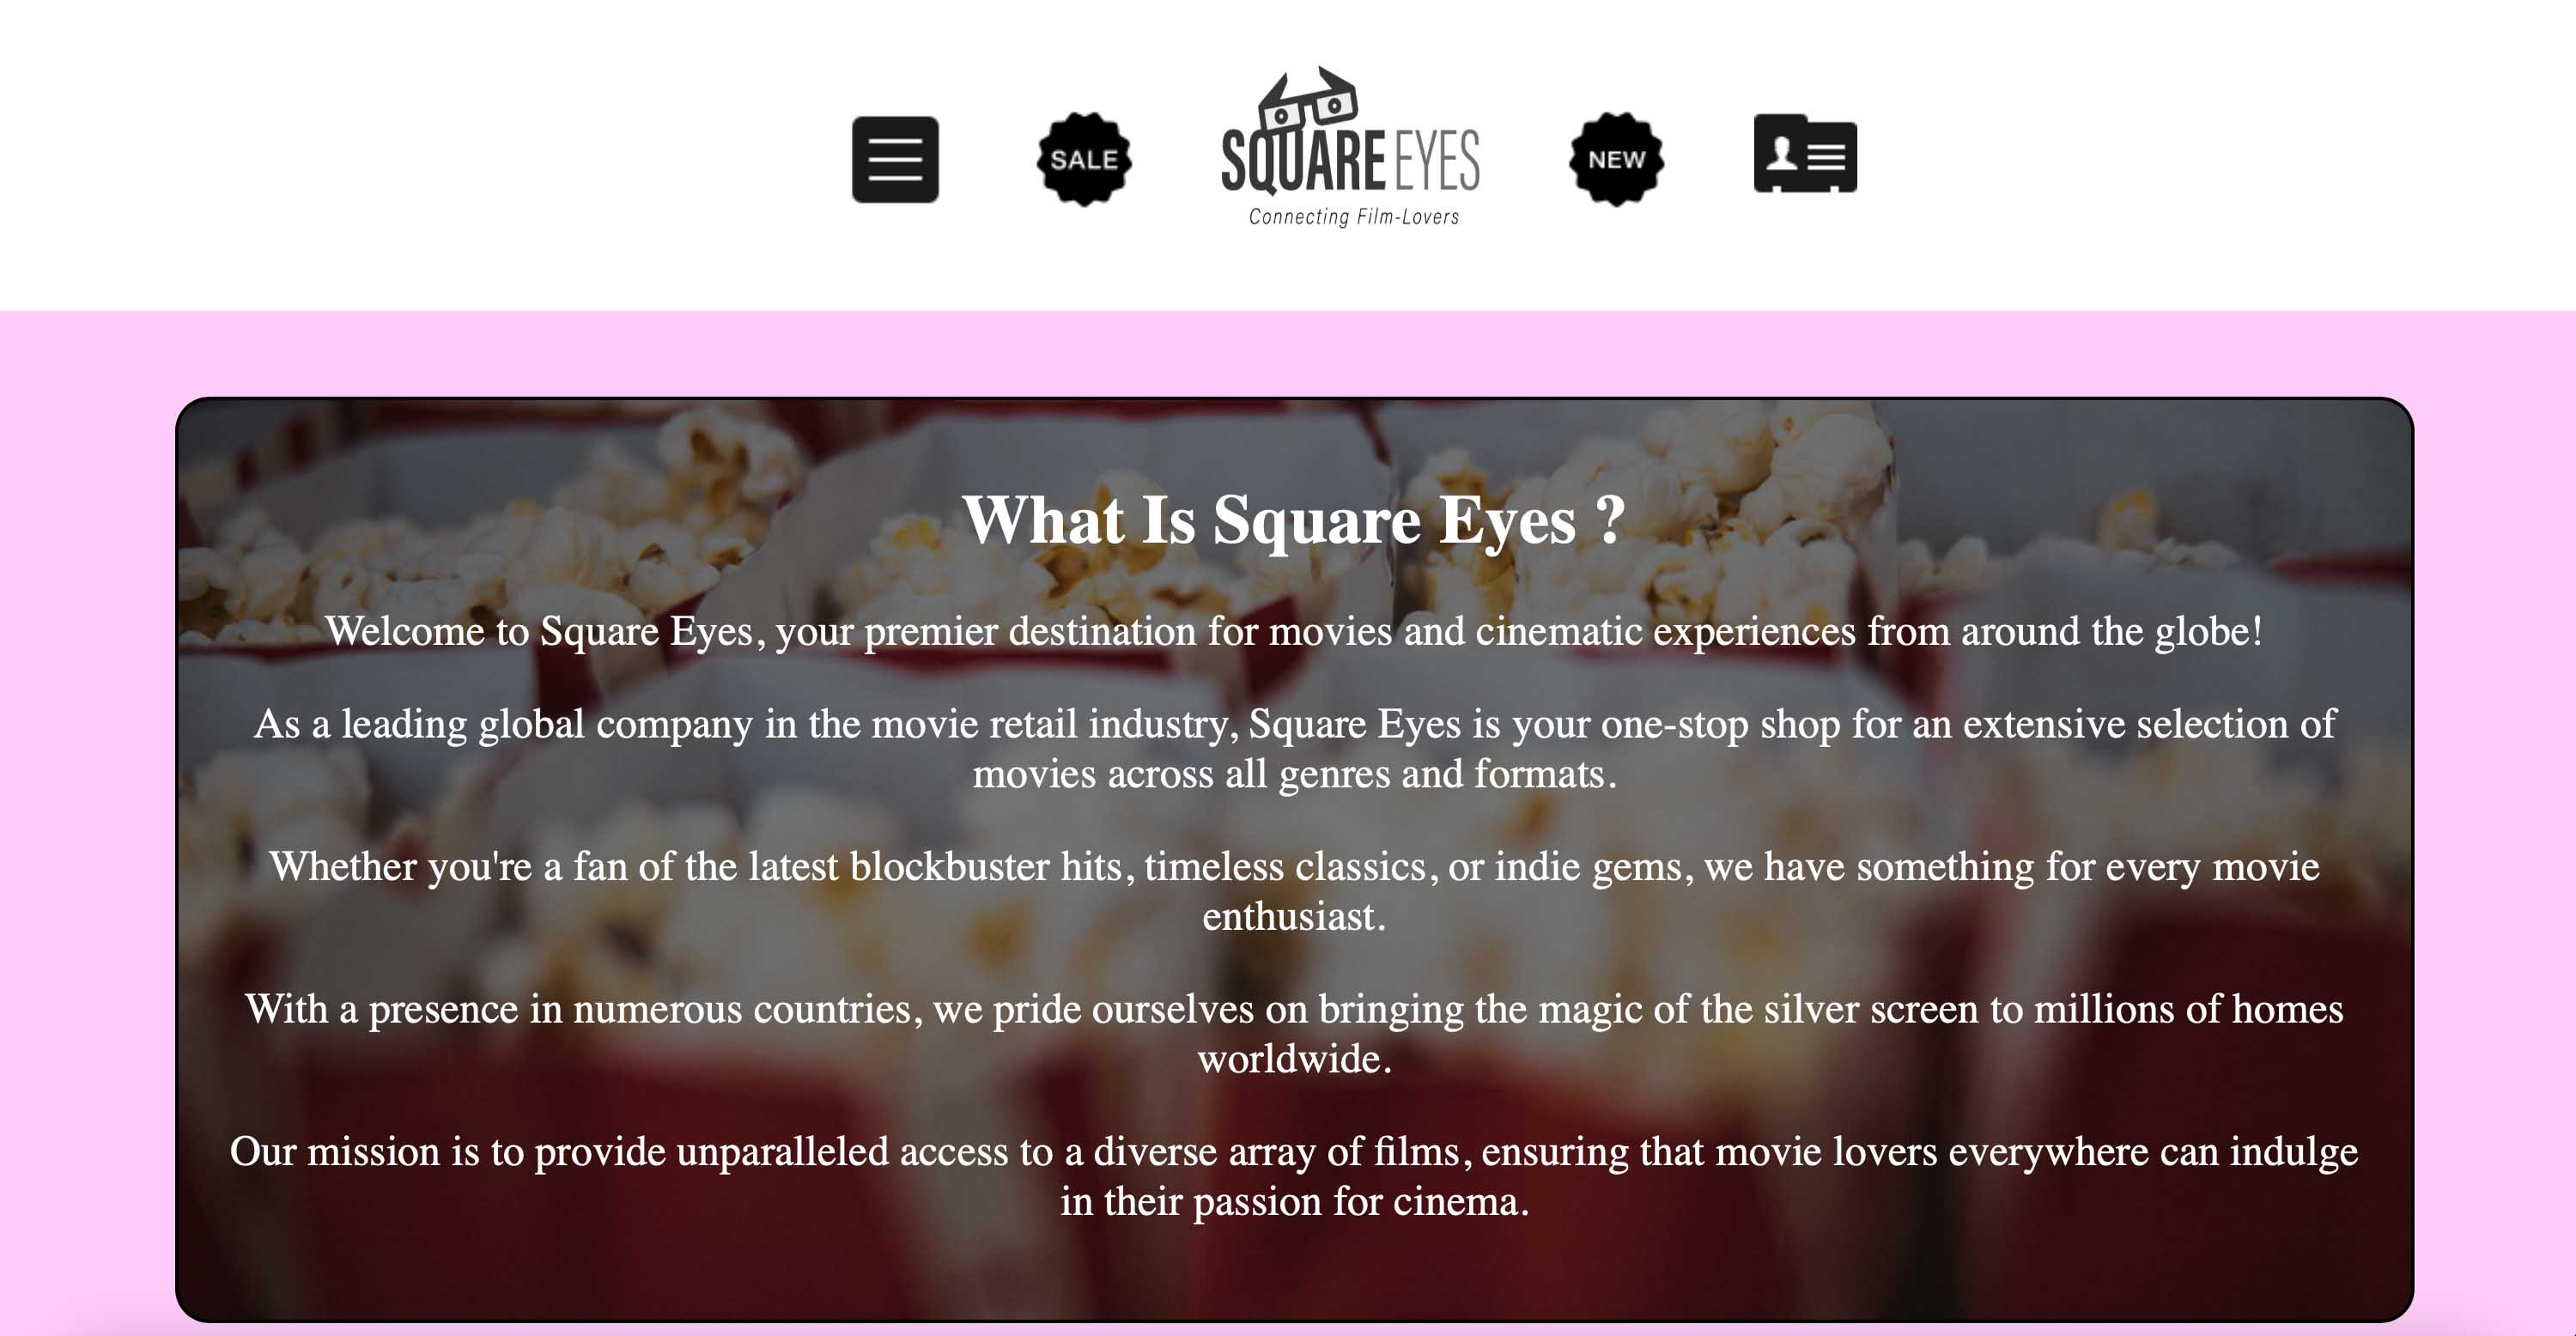 SALE
SQUARE EYES
Connecting Film-Lovers
NEW
What Is Square Eyes ?
Welcome to Square Eyes, your premier destination for movies and cinematic experiences from around the globe!
As a leading global company in the movie retail industry, Square Eyes is your one-stop shop for an extensive selection of
movies across all genres and formats.
Whether you're a fan of the latest blockbuster hits, timeless classics, or indie gems, we have something for every movie
enthusiast.
With a presence in numerous countries, we pride ourselves on bringing the magic of the silver screen to millions of homes
worldwide.
Our mission is to provide unparalleled access to a diverse array of films, ensuring that movie lovers everywhere can indulge
in their passion for cinema.